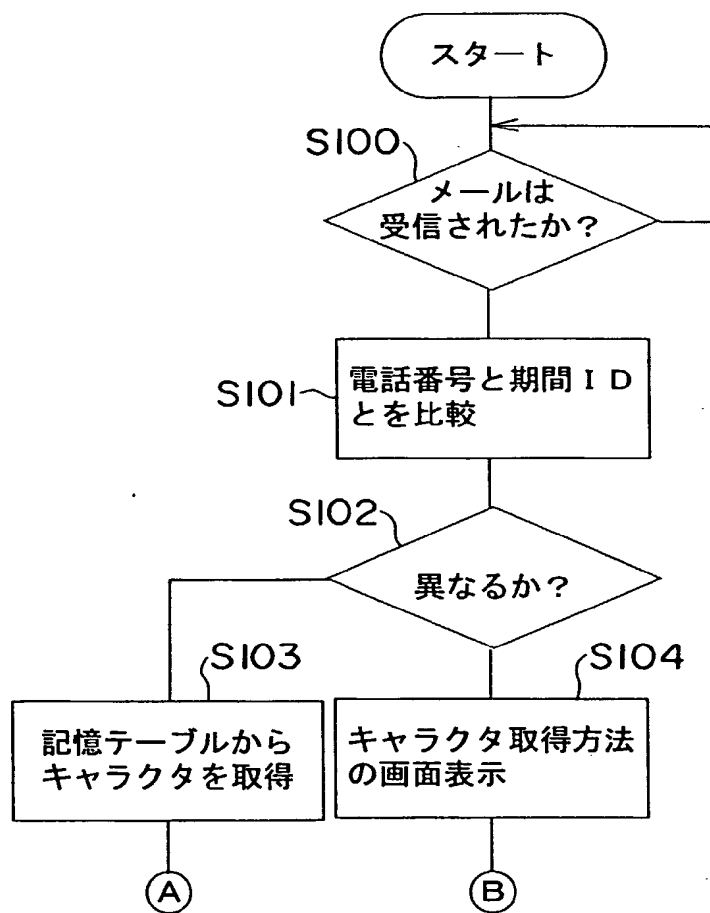 スタート
S100
メールは
受信されたか？
S101
電話番号と期間ＩＤ
とを比較
S102
異なるか？
S103
記憶テーブルから
キャラクタを取得
S104
キャラクタ取得方法
の画面表示
A
B